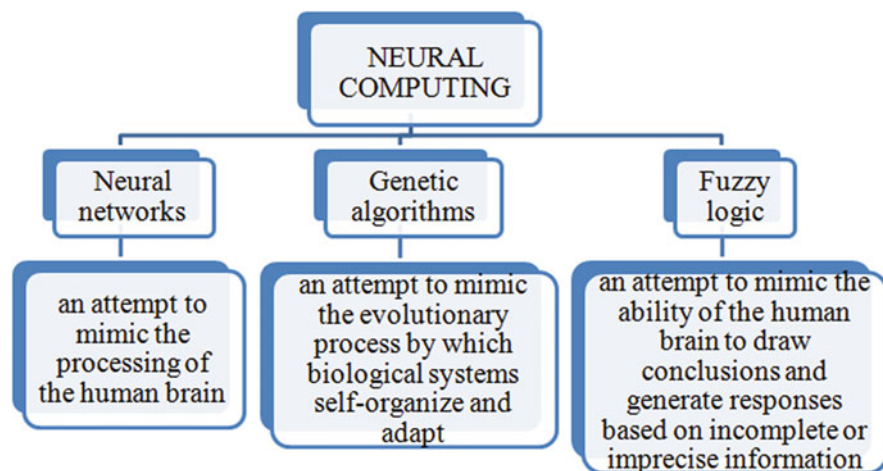 NEURAL
COMPUTING
Neural
networks
Genetic
algorithms
Fuzzy
logic
an attempt to
mimic the
processing of
the human brain
an attempt to mimic
the evolutionary
process by which
biological systems
self-organize and
adapt
an attempt to mimic the
ability of the human
brain to draw
conclusions and
generate responses
based on incomplete or
imprecise information